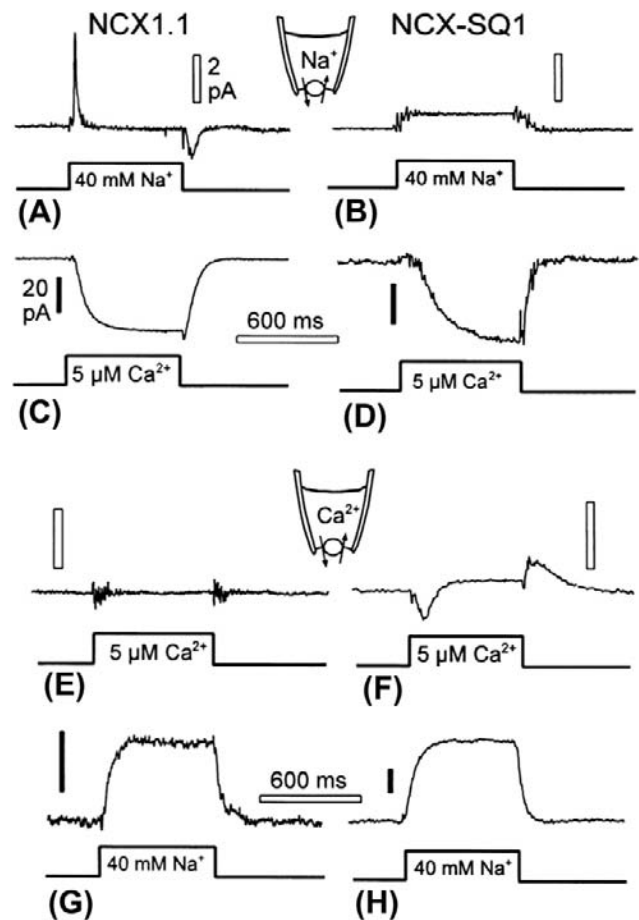 NCX1.1 NCX-SQ1
2
pA
Na⁺
40 mM Na⁺ 40 mM Na⁺
(A) (B)
20
pA
600 ms
5 μM Ca²⁺ 5 μM Ca²⁺
(C) (D)
Ca²⁺
5 μM Ca²⁺ 5 μM Ca²⁺
(E) (F)
600 ms
40 mM Na⁺ 40 mM Na⁺
(G) (H)